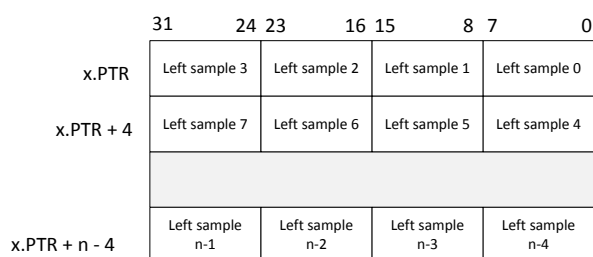 31 24 23 16 15 8 7 0
x.PTR Left sample 3 Left sample 2 Left sample 1 Left sample 0
x.PTR + 4 Left sample 7 Left sample 6 Left sample 5 Left sample 4
Left sample Left sample Left sample Left sample
x.PTR + n - 4 n-1 n-2 n-3 n-4